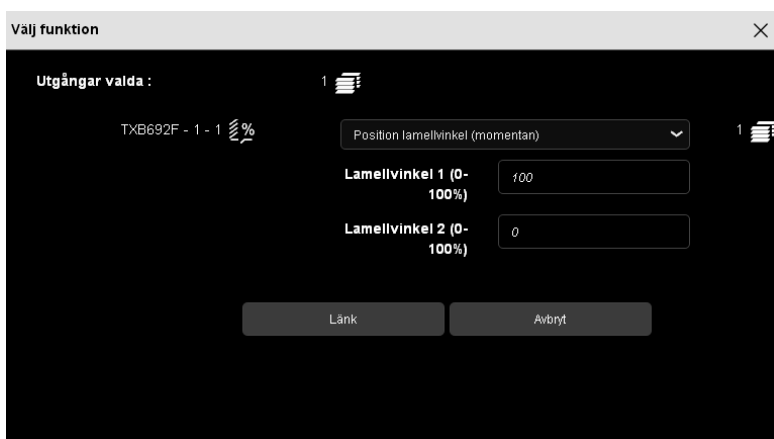 Välj funktion
Utgångar valda :
1
TXB692F - 1 - 1 %
Position lamellvinkel (momentan)
1
Lamellvinkel 1 (0-
100%)
100
Lamellvinkel 2 (0-
100%)
0
Länk
Avbryt